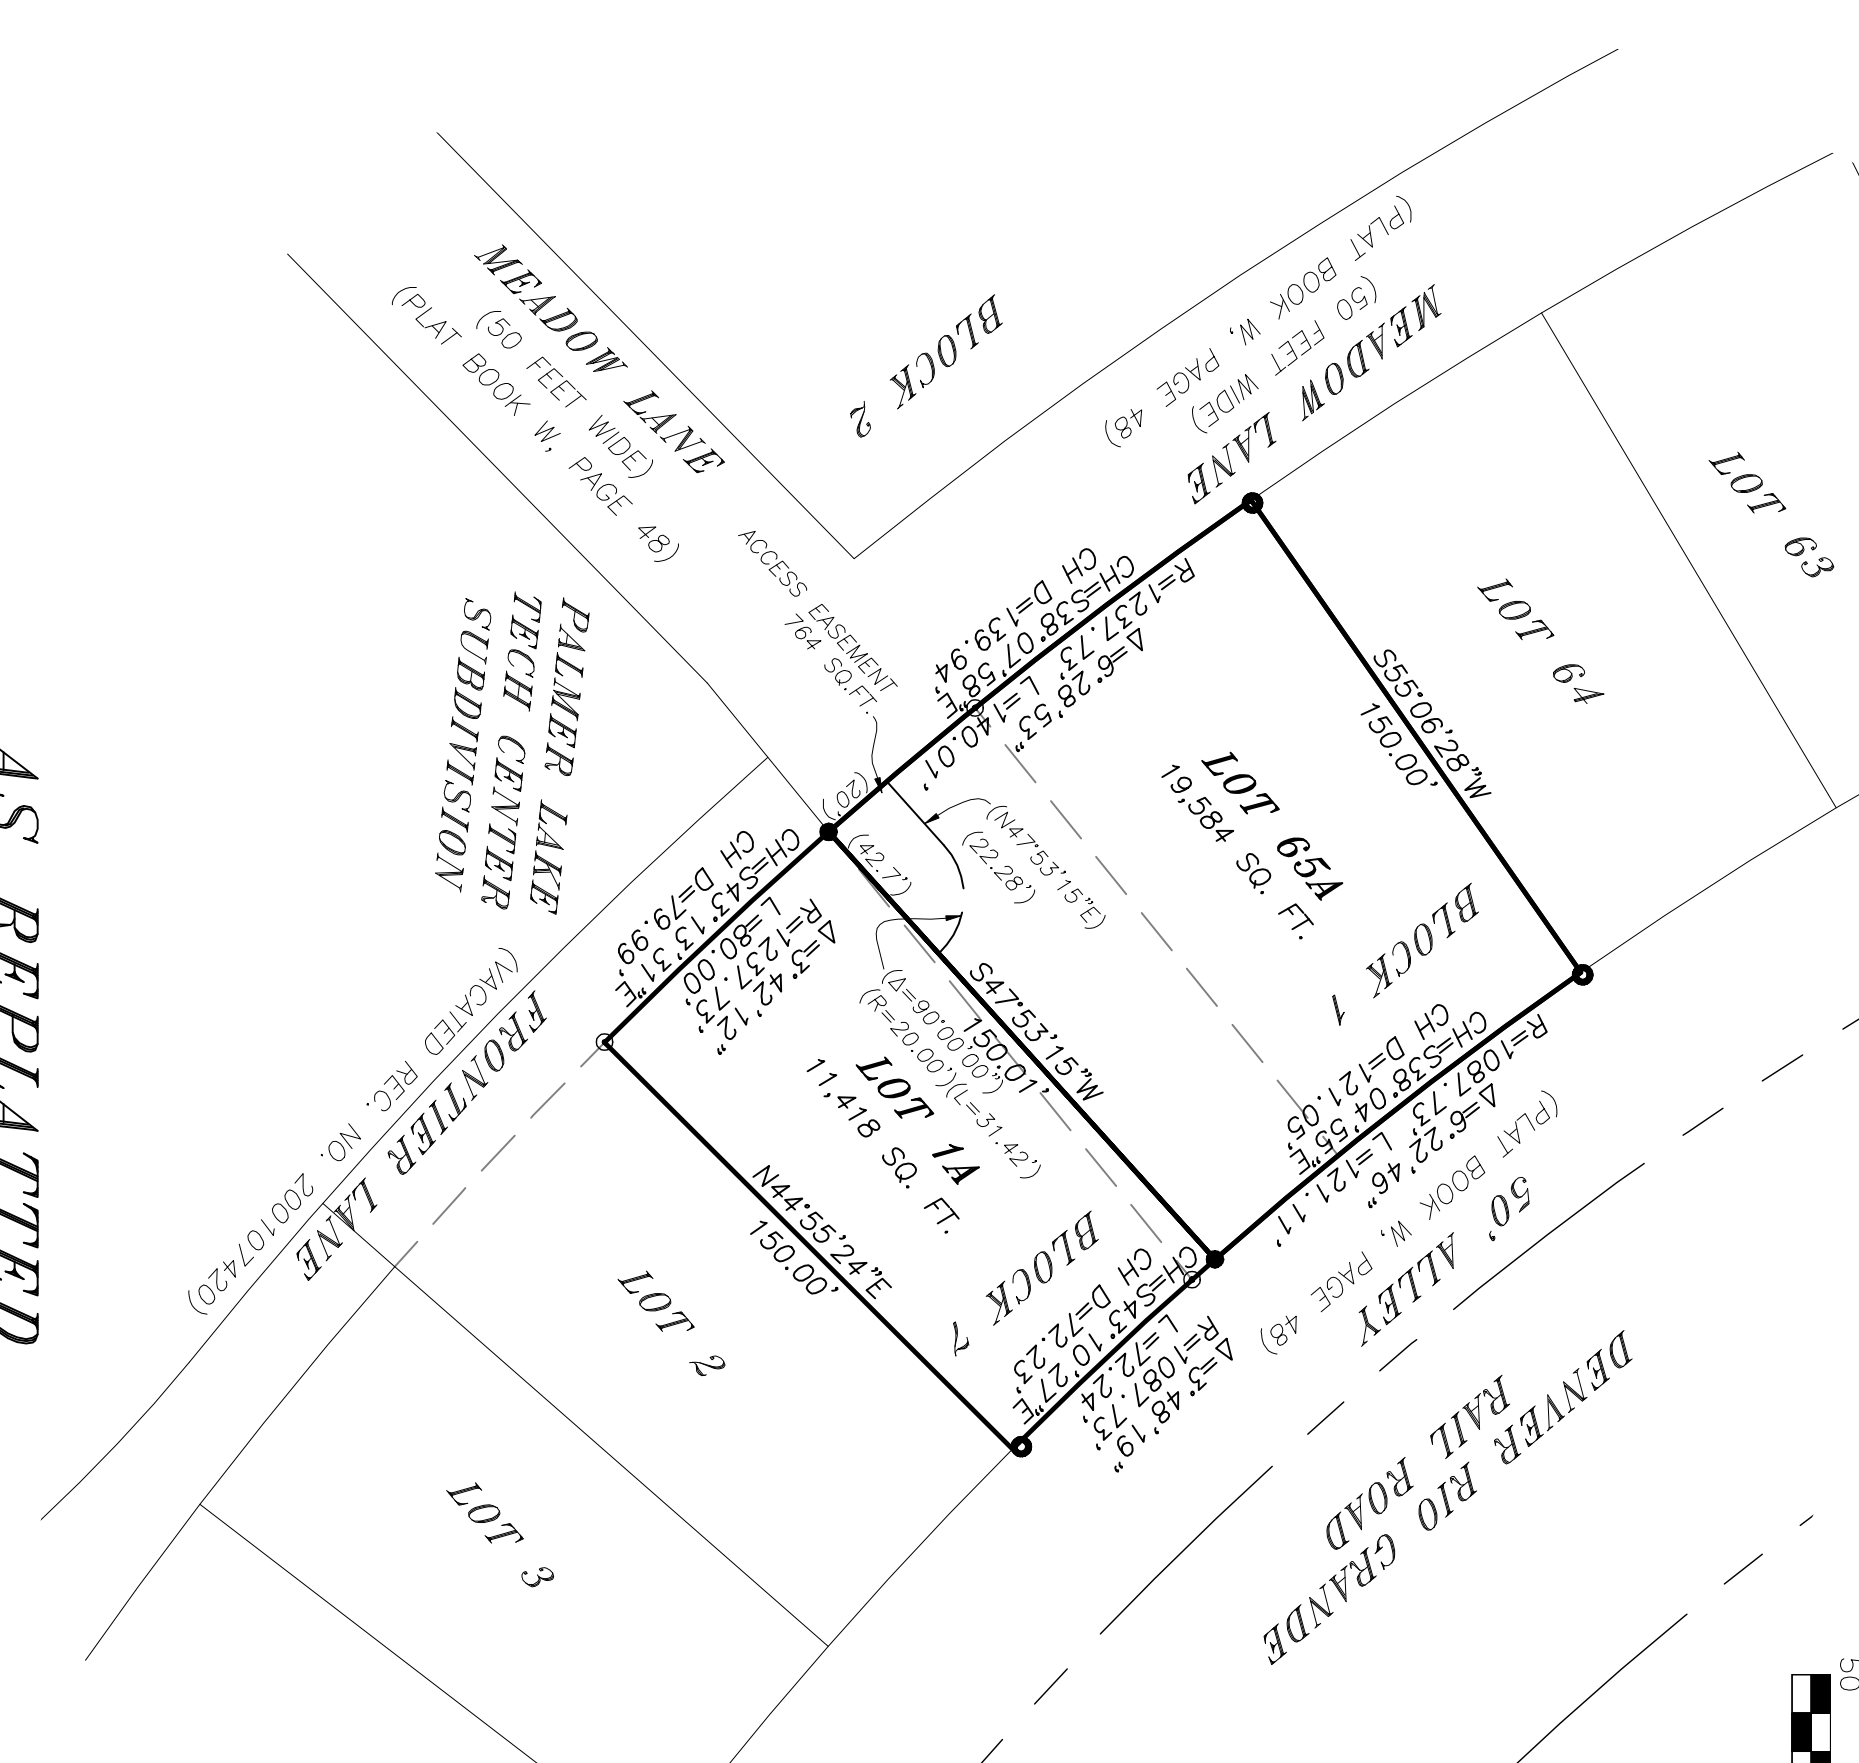 MEADOW LANE
(50 FEET WIDE)
(PLAT BOOK W, PAGE 48)
BLOCK 2
MEADOW LANE
(50 FEET WIDE)
(PLAT BOOK W, PAGE 48)
LOT 63
LOT 64
ACCESS EASEMENT
764 SQ.FT.
PALMER LAKE
TECH CENTER
SUBDIVISION
CH D=139.94'
CH=S38°07'58"E
R=1237.73' L=140.01'
Δ=6°28'53"
S55°06'28"W
150.00'
LOT 65A
19,584 SQ. FT.
BLOCK 1
(20')
(42.7')
(N47°53'15"E)
(22.28')
CH D=79.99'
CH=S43°13'31"E
L=80.00'
R=1237.73'
Δ=3°42'12"
S47°53'15"W
150.01'
(Δ=90°00'00")
(R=20.00')(L=31.42')
LOT 1A
11,418 SQ. FT.
BLOCK 7
N44°55'24"E
150.00'
CH D=121.05'
CH=S38°04'55"E
R=1087.73' L=121.11'
Δ=6°22'46"
CH D=72.23'
CH=S43°10'27"E
L=72.24'
R=1087.73'
Δ=3°48'19"
(VACATED REC. NO. 200107420)
FRONTIER LANE
LOT 2
LOT 3
(PLAT BOOK W, PAGE 48)
50' ALLEY
DENVER RIO GRANDE
RAIL ROAD
AS REPLATTED
50